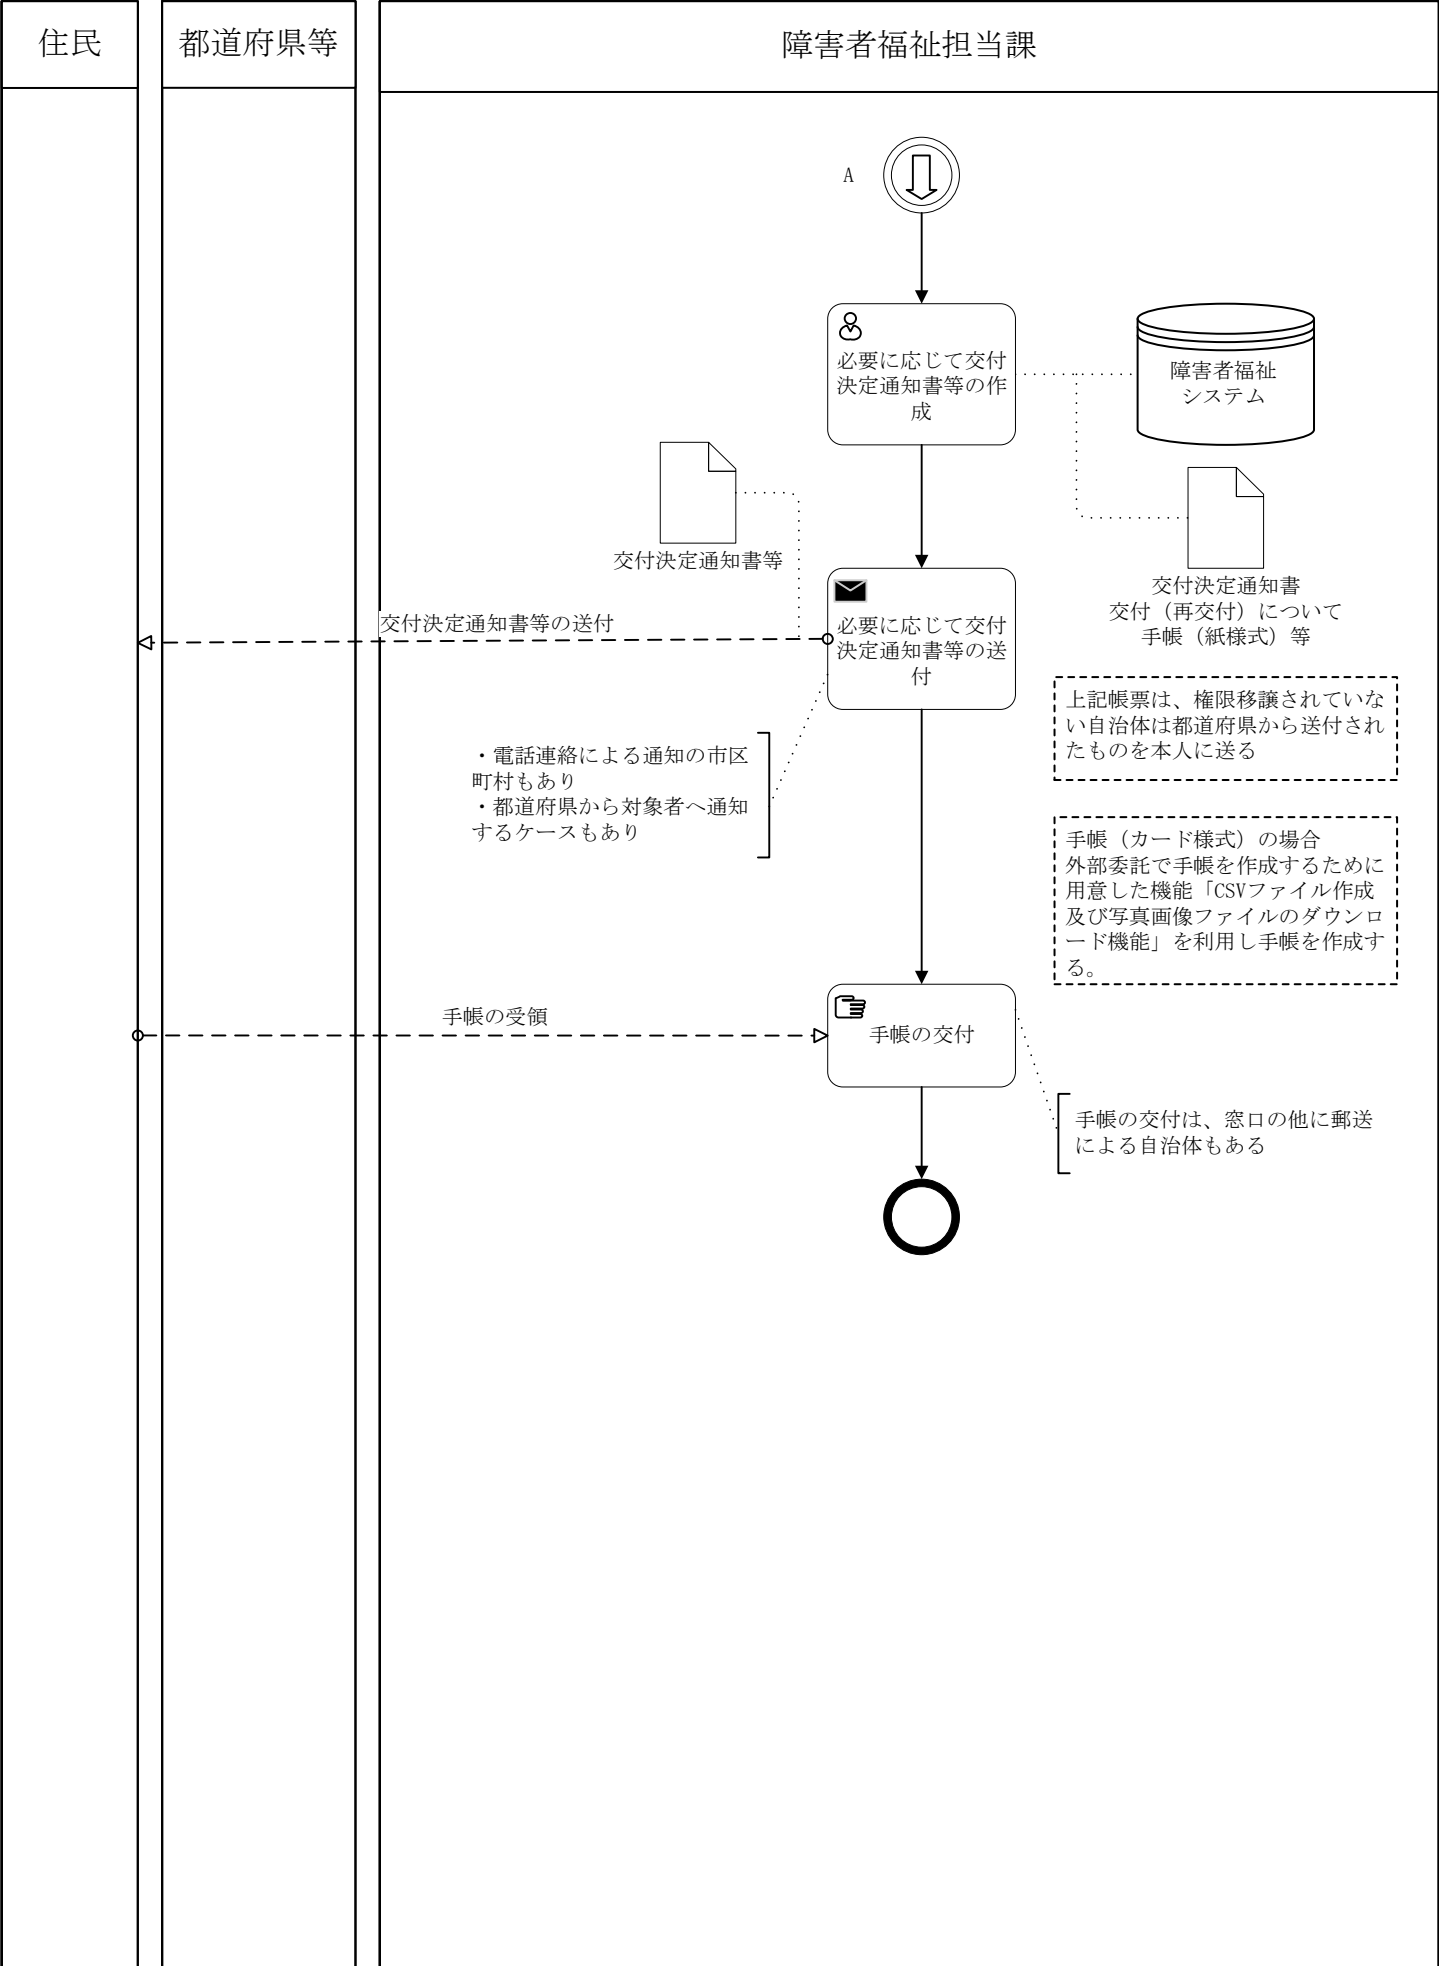 住民
都道府県等
障害者福祉担当課
A
必要に応じて交付
決定通知書等の作
成
障害者福祉
システム
交付決定通知書等
交付決定通知書
交付（再交付）について
手帳（紙様式）等
交付決定通知書等の送付
必要に応じて交付
決定通知書等の送
付
上記帳票は、権限移譲されていな
い自治体は都道府県から送付され
たものを本人に送る
・電話連絡による通知の市区
町村もあり
・都道府県から対象者へ通知
するケースもあり
手帳（カード様式）の場合
外部委託で手帳を作成するために
用意した機能「CSVファイル作成
及び写真画像ファイルのダウンロ
ード機能」を利用し手帳を作成す
る。
手帳の受領
手帳の交付
手帳の交付は、窓口の他に郵送
による自治体もある